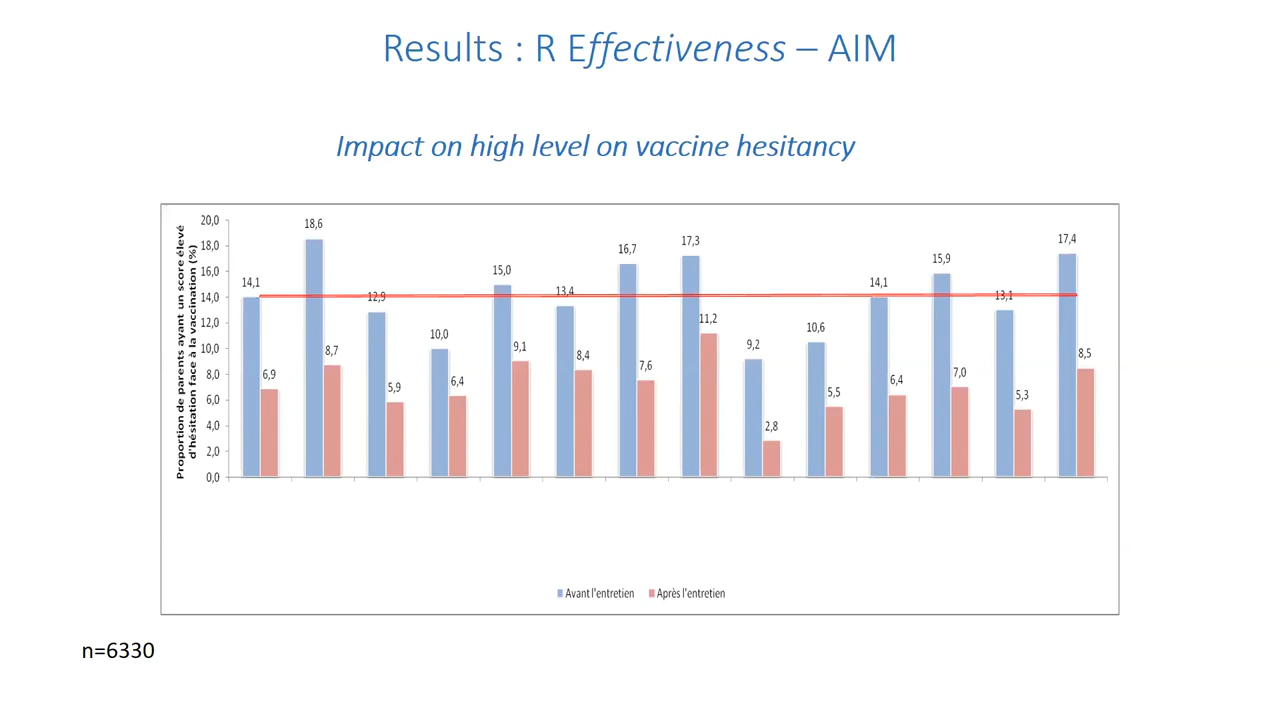 Results : R Effectiveness – AIM
Impact on high level on vaccine hesitancy
Proportion de parents ayant un score élevé
d'hésitation face à la vaccination (%)
20,0
18,0
16,0
14,0
12,0
10,0
8,0
6,0
4,0
2,0
0,0
14,1 6,9 18,6 8,7 12,9 5,9 10,0 6,4 15,0 9,1 13,4 8,4 16,7 7,6 17,3 11,2 9,2 2,8 10,6 5,5 14,1 6,4 15,9 7,0 13,1 5,3 17,4 8,5
Avant l'entretien Après l'entretien
n=6330